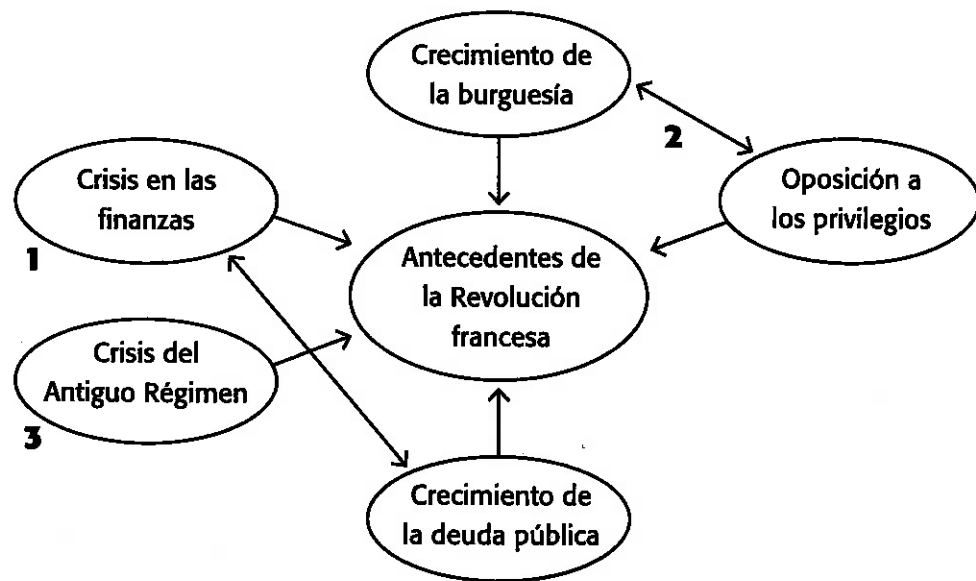 Crecimiento de
la burguesía
2
Crisis en las
finanzas
1
Oposición a
los privilegios
Antecedentes de
la Revolución
francesa
Crisis del
Antiguo Régimen
3
Crecimiento de
la deuda pública